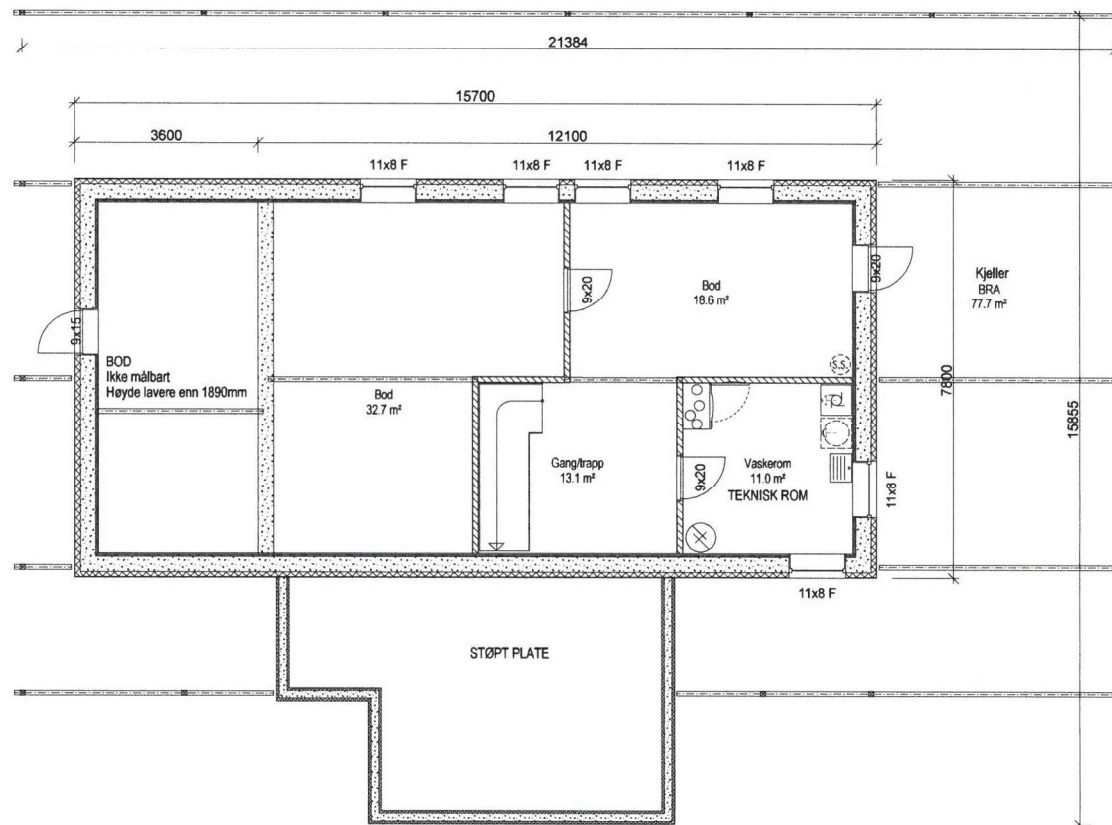 21384
15700
3600
12100
11x8 F
11x8 F
11x8 F
11x8 F
9x20
9x20
Bod
18.6 m²
Kjeller
BRA
77.7 m²
9x15
BOD
Ikke målbart
Høyde lavere enn 1890mm
S.S.
7800
15855
Bod
32.7 m²
Gang/trapp
13.1 m²
9x20
Vaskerom
11.0 m²
TEKNISK ROM
11x8 F
11x8 F
STØPT PLATE